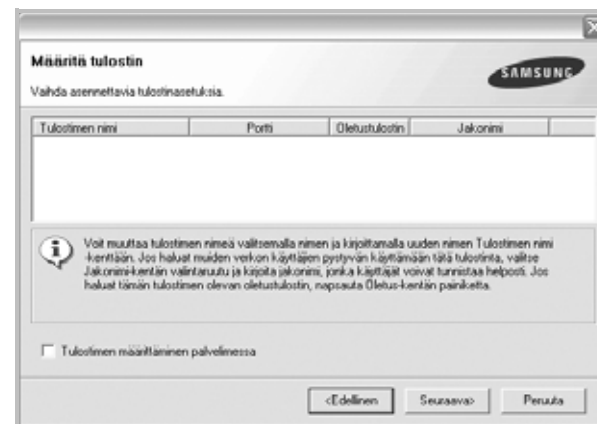 Määritä tulostin
SAMSUNG
Vaihda asennettavia tulostinasetuksia.
Tulostimen nimi Portti Oletustulostin Jakonimi
Voit muuttaa tulostimen nimeä valitsemalla nimen ja kirjoittamalla uuden nimen Tulostimen nimi
-kenttään. Jos haluat muiden verkon käyttäjien pystyvän käyttämään tätä tulostinta, valitse
Jakonimi-kentän valintaruutu ja kirjoita jakonimi, jonka käyttäjät voivat tunnistaa helposti. Jos
haluat tämän tulostimen olevan oletustulostin, napsauta Oletus-kentän painiketta.
Tulostimen määrittäminen palvelimessa
<Edellinen Seuraava> Peruuta